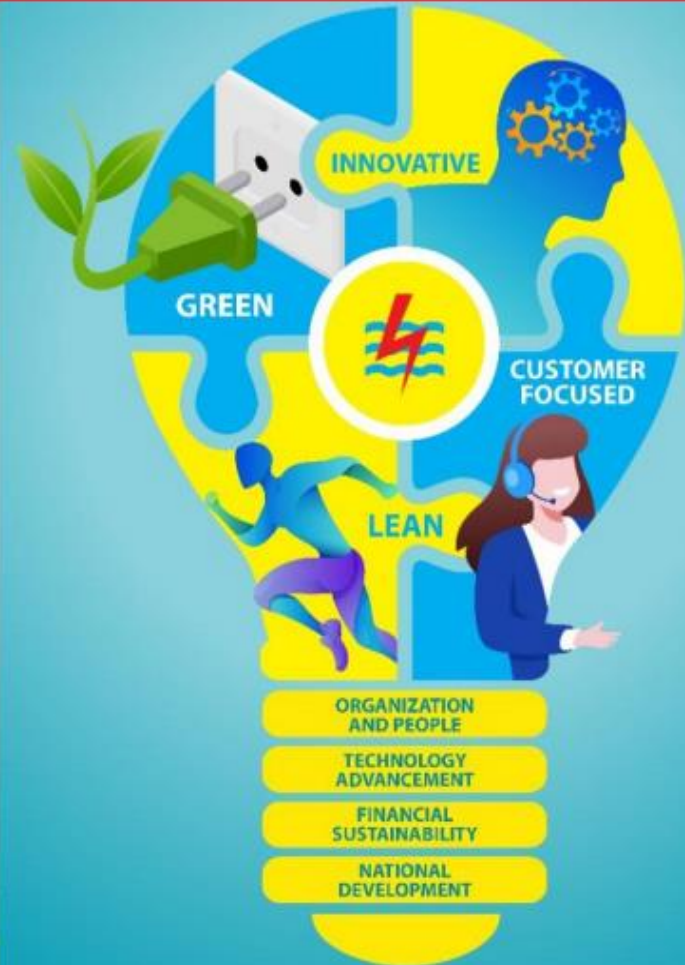 INNOVATIVE
GREEN
CUSTOMER
FOCUSED
LEAN
ORGANIZATION
AND PEOPLE
TECHNOLOGY
ADVANCEMENT
FINANCIAL
SUSTAINABILITY
NATIONAL
DEVELOPMENT